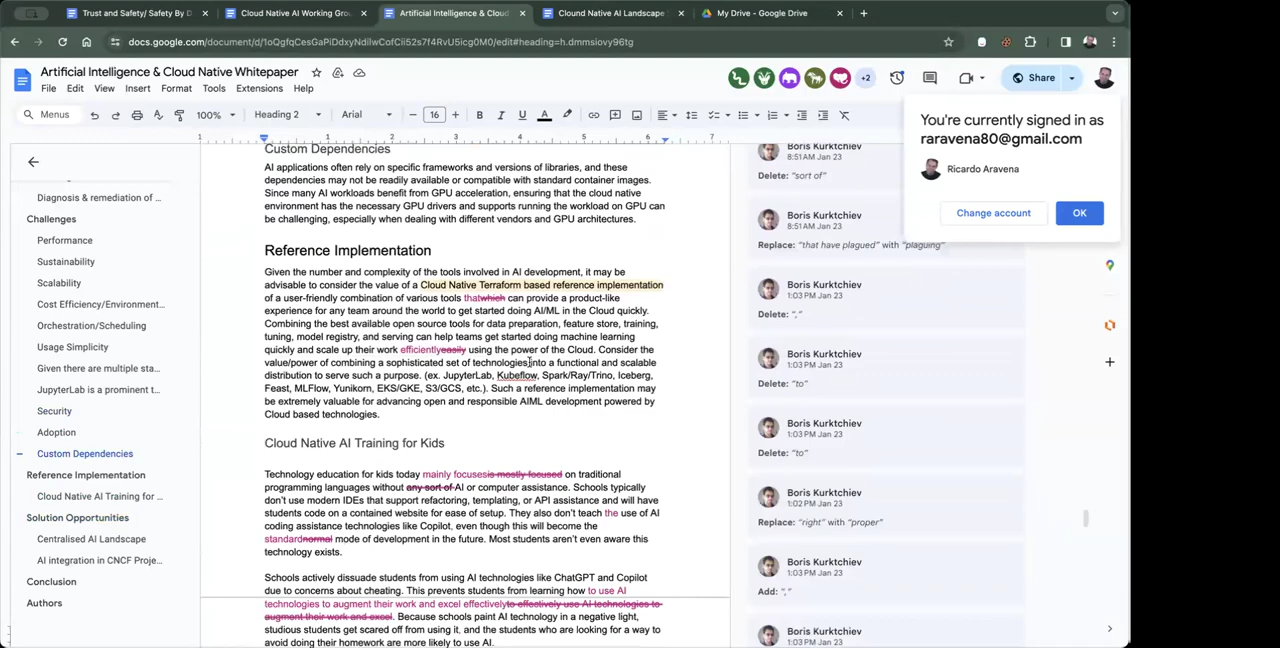 Trust and Safety/ Safety By D
Cloud Native AI Working Gro
Artificial Intelligence & Cloud
Clound Native AI Landscape
My Drive - Google Drive
docs.google.com/document/d/1oQgfqCesGaPiDdxyNdilwCofCii52s7f4RvU5icg0M0/edit#heading=h.dmmsiovy96tg
Artificial Intelligence & Cloud Native Whitepaper
File Edit View Insert Format Tools Extensions Help
+2
Share
Menus
100%
Heading 2
Arial
16
You're currently signed in as
raravena80@gmail.com
Ricardo Aravena
Change account
OK
1 1 2 3 4 5 6 7
Diagnosis & remediation of ...
Challenges
Performance
Sustainability
Scalability
Cost Efficiency/Environment...
Orchestration/Scheduling
Usage Simplicity
Given there are multiple sta...
JupyterLab is a prominent t...
Security
Adoption
Custom Dependencies
Reference Implementation
Cloud Native AI Training for ...
Solution Opportunities
Centralised AI Landscape
AI integration in CNCF Proje...
Conclusion
Authors
Custom Dependencies
AI applications often rely on specific frameworks and versions of libraries, and these
dependencies may not be readily available or compatible with standard container images.
Since many AI workloads benefit from GPU acceleration, ensuring that the cloud native
environment has the necessary GPU drivers and supports running the workload on GPU can
be challenging, especially when dealing with different vendors and GPU architectures.
Reference Implementation
Given the number and complexity of the tools involved in AI development, it may be
advisable to consider the value of a Cloud Native Terraform based reference implementation
of a user-friendly combination of various tools thatwhich can provide a product-like
experience for any team around the world to get started doing AI/ML in the Cloud quickly.
Combining the best available open source tools for data preparation, feature store, training,
tuning, model registry, and serving can help teams get started doing machine learning
quickly and scale up their work efficientlyeasily using the power of the Cloud. Consider the
value/power of combining a sophisticated set of technologies into a functional and scalable
distribution to serve such a purpose. (ex. JupyterLab, Kubeflow, Spark/Ray/Trino, Iceberg,
Feast, MLFlow, Yunikorn, EKS/GKE, S3/GCS, etc.). Such a reference implementation may
be extremely valuable for advancing open and responsible AIML development powered by
Cloud based technologies.
Cloud Native AI Training for Kids
Technology education for kids today mainly focusesis mostly focused on traditional
programming languages without any sort of AI or computer assistance. Schools typically
don't use modern IDEs that support refactoring, templating, or API assistance and will have
students code on a contained website for ease of setup. They also don't teach the use of AI
coding assistance technologies like Copilot, even though this will become the
standardnormal mode of development in the future. Most students aren't even aware this
technology exists.
Schools actively dissuade students from using AI technologies like ChatGPT and Copilot
due to concerns about cheating. This prevents students from learning how to use AI
technologies to augment their work and excel effectivelyto effectively use AI technologies to
augment their work and excel. Because schools paint AI technology in a negative light,
studious students get scared off from using it, and the students who are looking for a way to
avoid doing their homework are more likely to use AI.
Boris Kurktchiev
8:51 AM Jan 23
Delete: "sort of"
Boris Kurktchiev
8:51 AM Jan 23
Replace: "that have plagued" with "plaguing"
Boris Kurktchiev
1:03 PM Jan 23
Delete: ","
Boris Kurktchiev
1:03 PM Jan 23
Delete: "to"
Boris Kurktchiev
1:03 PM Jan 23
Delete: "to"
Boris Kurktchiev
1:02 PM Jan 23
Replace: "right" with "proper"
Boris Kurktchiev
1:03 PM Jan 23
Add: ","
Boris Kurktchiev
1:03 PM Jan 23